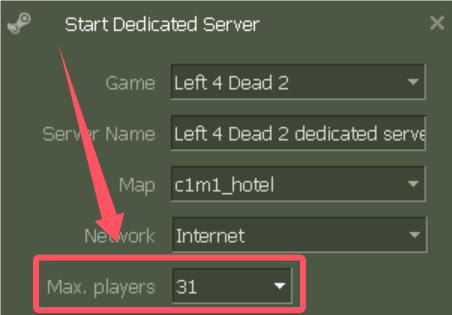 Start Dedicated Server
Game Left 4 Dead 2
Server Name Left 4 Dead 2 dedicated serve
Map c1m1_hotel
Network Internet
Max. players 31